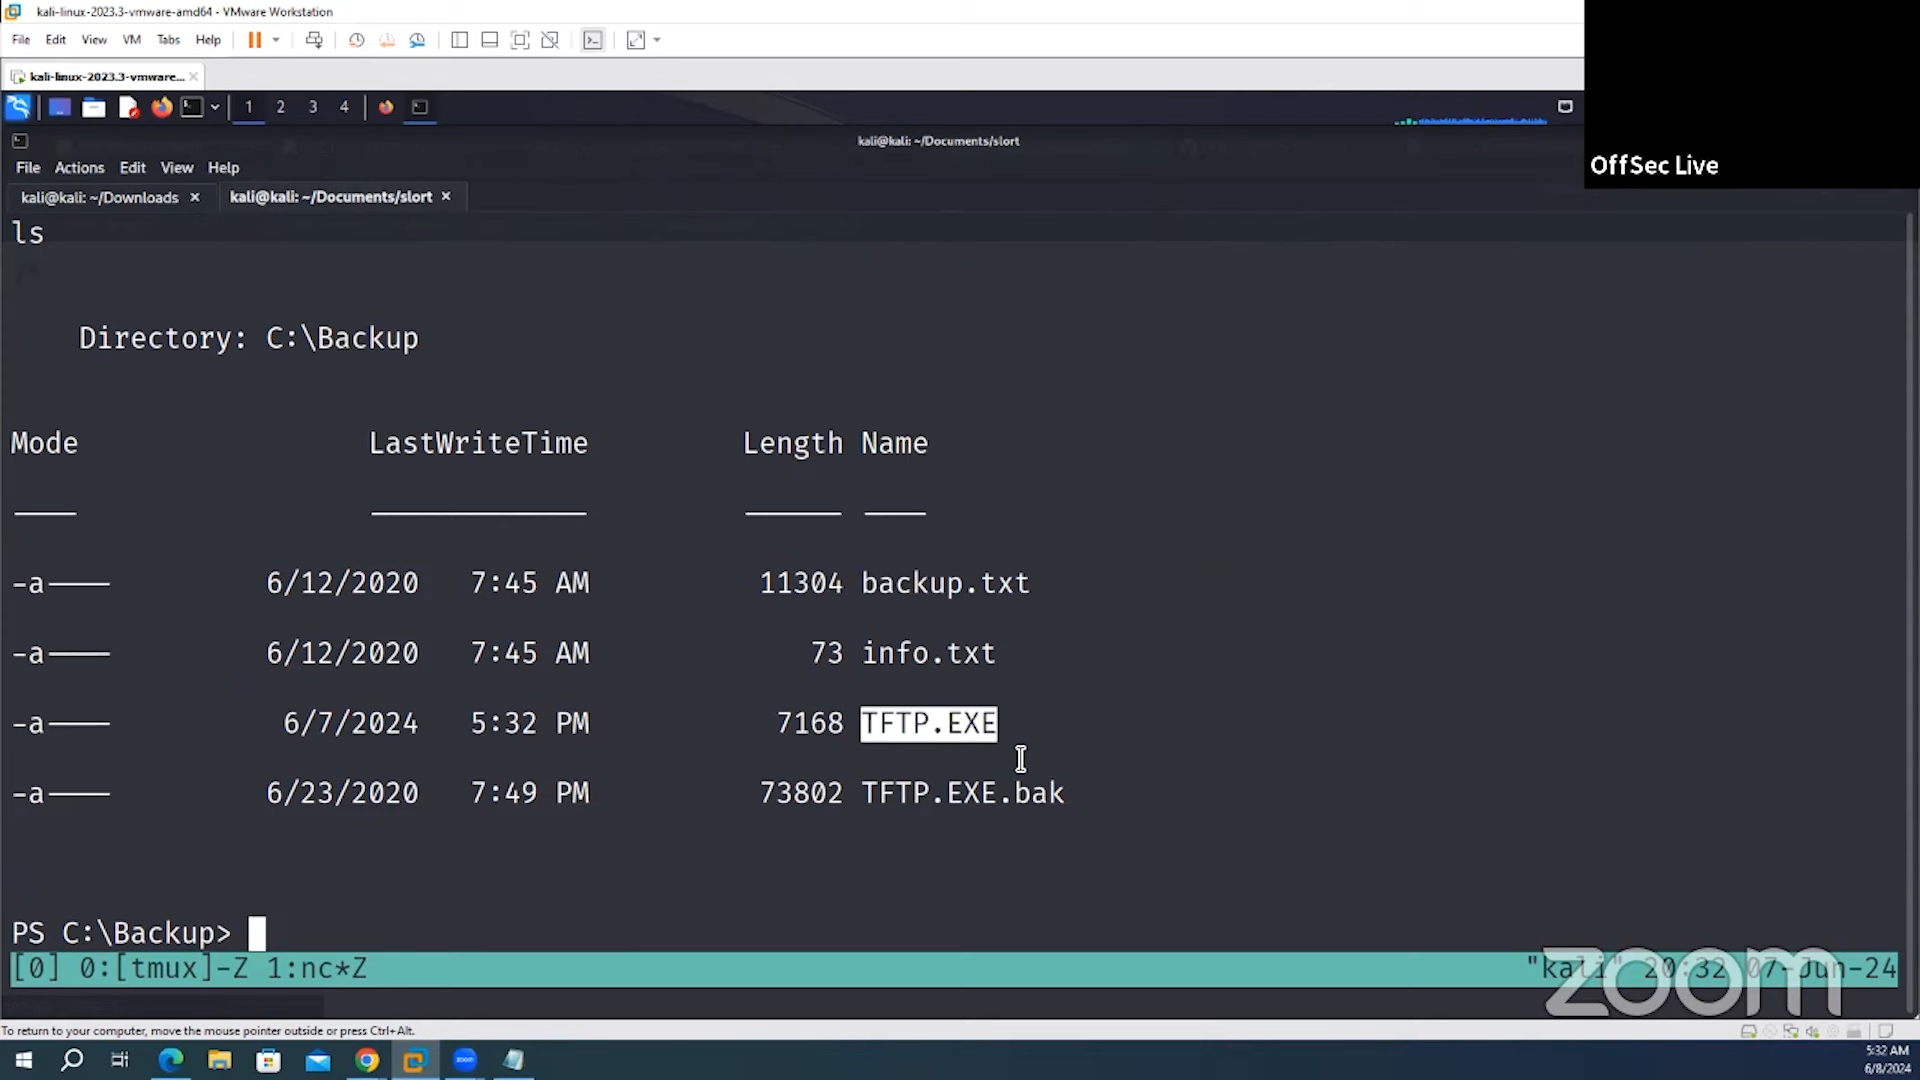 kali-linux-2023.3-vmware-amd64 - VMware Workstation
File Edit View VM Tabs Help
kali-linux-2023.3-vmware...
1 2 3 4
kali@kali: ~/Documents/slort
OffSec Live
File Actions Edit View Help
kali@kali: ~/Downloads kali@kali: ~/Documents/slort
ls
Directory: C:\Backup
Mode LastWriteTime Length Name
---- ------------- ------ ----
-a---- 6/12/2020 7:45 AM 11304 backup.txt
-a---- 6/12/2020 7:45 AM 73 info.txt
-a---- 6/7/2024 5:32 PM 7168 TFTP.EXE
-a---- 6/23/2020 7:49 PM 73802 TFTP.EXE.bak
PS C:\Backup>
[0] 0:[tmux]-Z 1:nc*Z "kali" 20:32 07-Jun-24
zoom
To return to your computer, move the mouse pointer outside or press Ctrl+Alt.
zoom
5:32 AM
6/8/2024